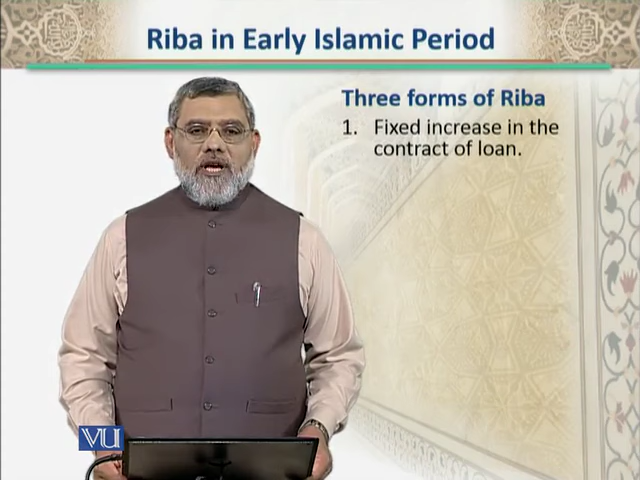 Riba in Early Islamic Period
Three forms of Riba
1. Fixed increase in the
contract of loan.
VU